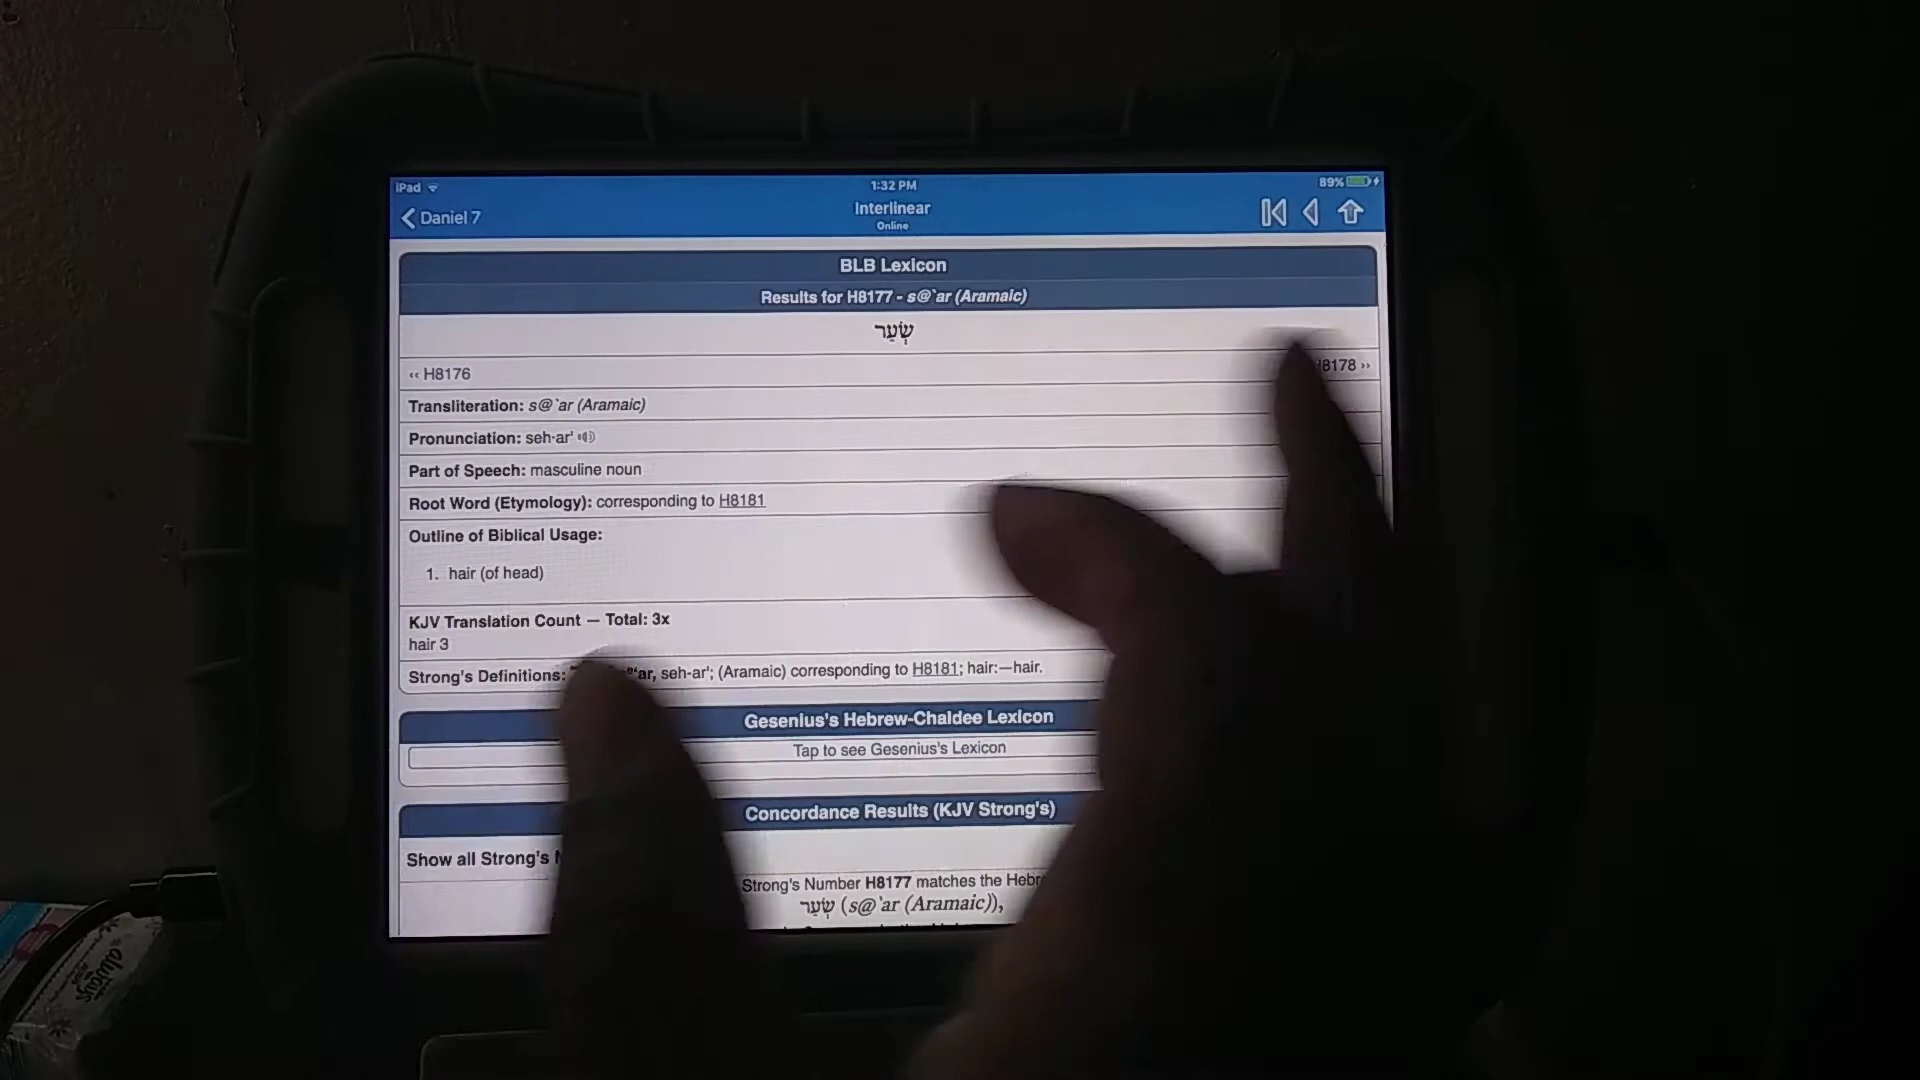 iPad
1:32 PM
89%
Daniel 7
Interlinear
Online
BLB Lexicon
Results for H8177 - s@`ar (Aramaic)
שְׂעַר
‹‹ H8176
8178 ››
Transliteration: s@`ar (Aramaic)
Pronunciation: seh·ar'
Part of Speech: masculine noun
Root Word (Etymology): corresponding to H8181
Outline of Biblical Usage:
1. hair (of head)
KJV Translation Count — Total: 3x
hair 3
Strong's Definitions: ar, seh-ar'; (Aramaic) corresponding to H8181; hair:—hair.
Gesenius's Hebrew-Chaldee Lexicon
Tap to see Gesenius's Lexicon
Concordance Results (KJV Strong's)
Show all Strong's
Strong's Number H8177 matches the Hebr
שְׂעַר (s@`ar (Aramaic)),
always